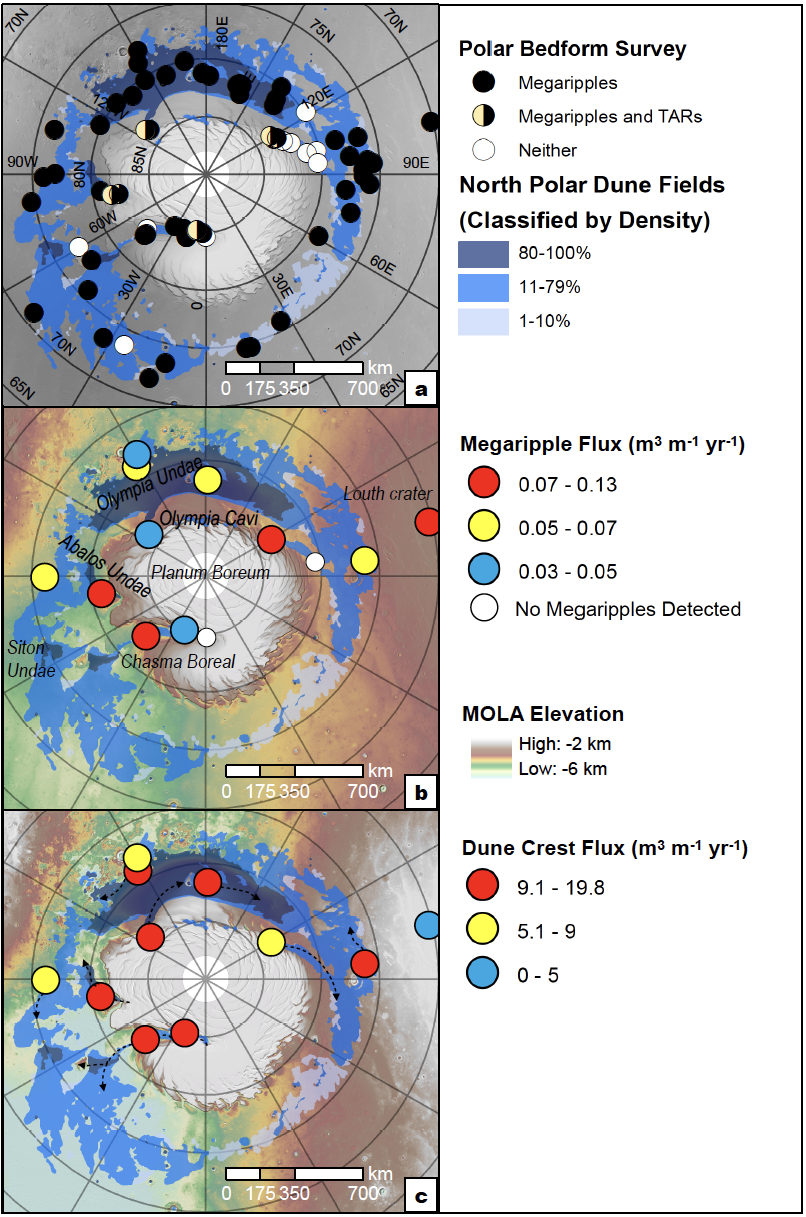 70N
180E
75N
70N
120W
120E
90W
80N
85N
90E
60W
60E
30W
0
30E
70N
70N
65N
65N
km
0 175 350 700
a
Polar Bedform Survey
Megaripples
Megaripples and TARs
Neither
North Polar Dune Fields
(Classified by Density)
80-100%
11-79%
1-10%
Olympia Undae
Louth crater
Olympia Cavi
Abalos Undae
Planum Boreum
Siton
Undae
Chasma Boreal
km
0 175 350 700
b
Megaripple Flux (m³ m⁻¹ yr⁻¹)
0.07 - 0.13
0.05 - 0.07
0.03 - 0.05
No Megaripples Detected
MOLA Elevation
High: -2 km
Low: -6 km
km
0 175 350 700
c
Dune Crest Flux (m³ m⁻¹ yr⁻¹)
9.1 - 19.8
5.1 - 9
0 - 5